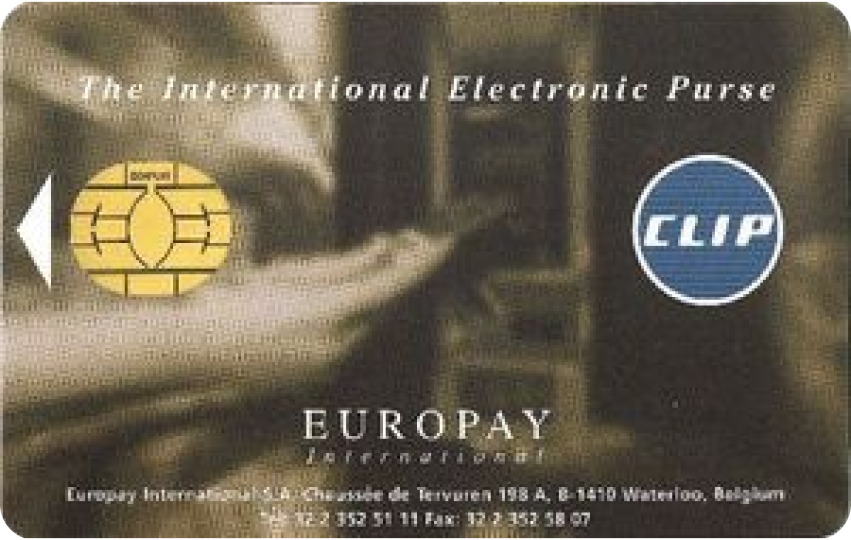 The International Electronic Purse
CLIP
EUROPAY
International
Europay International S.A. Chaussée de Tervuren 198 A, B-1410 Waterloo, Belgium
Tel: 32 2 352 51 11 Fax: 32 2 352 58 07